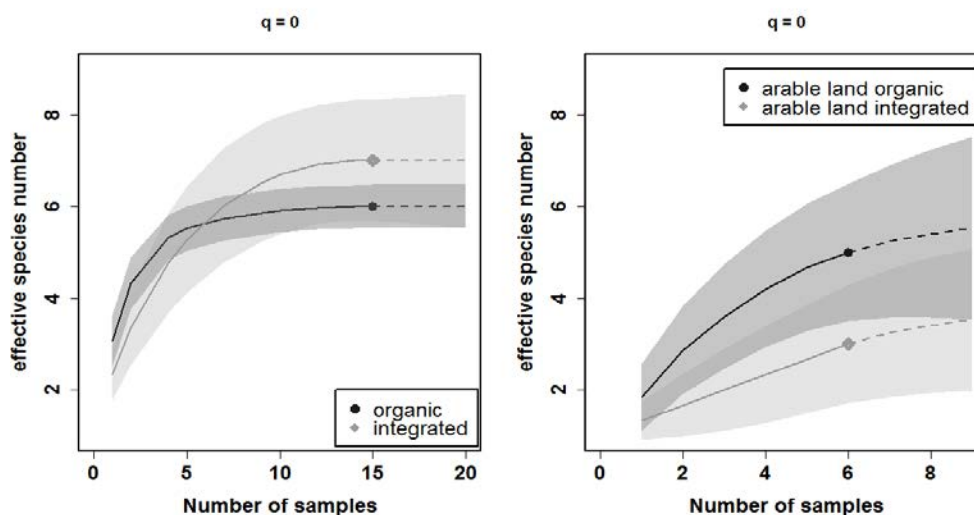 q = 0
effective species number
8
6
4
2
organic
integrated
0 5 10 15 20
Number of samples
q = 0
effective species number
arable land organic
arable land integrated
8
6
4
2
0 2 4 6 8
Number of samples